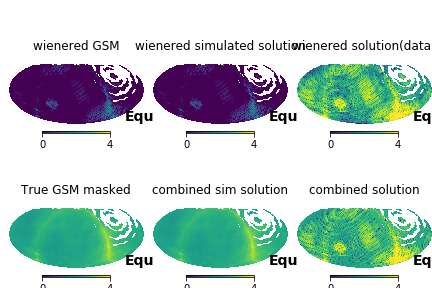 wienered GSM
wienered simulated solution
wienered solution(data
Equ
Equ
Eq
0 4
0 4
0 4
True GSM masked
combined sim solution
combined solution
Equ
Equ
Eq
0 4
0 4
0 4